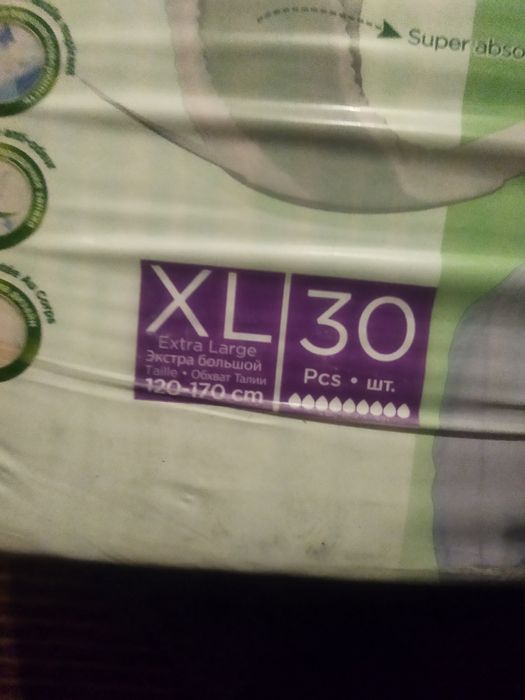 Super abso
XL
Extra Large
Экстра большой
Taille • Обхват Талии
120-170 cm
30
Pcs • шт.